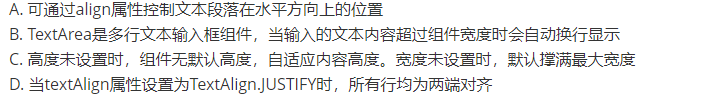 A. 可通过align属性控制文本段落在水平方向上的位置
B. TextArea是多行文本输入框组件，当输入的文本内容超过组件宽度时会自动换行显示
C. 高度未设置时，组件无默认高度，自适应内容高度。宽度未设置时，默认撑满最大宽度
D. 当textAlign属性设置为TextAlign.JUSTIFY时，所有行均为两端对齐